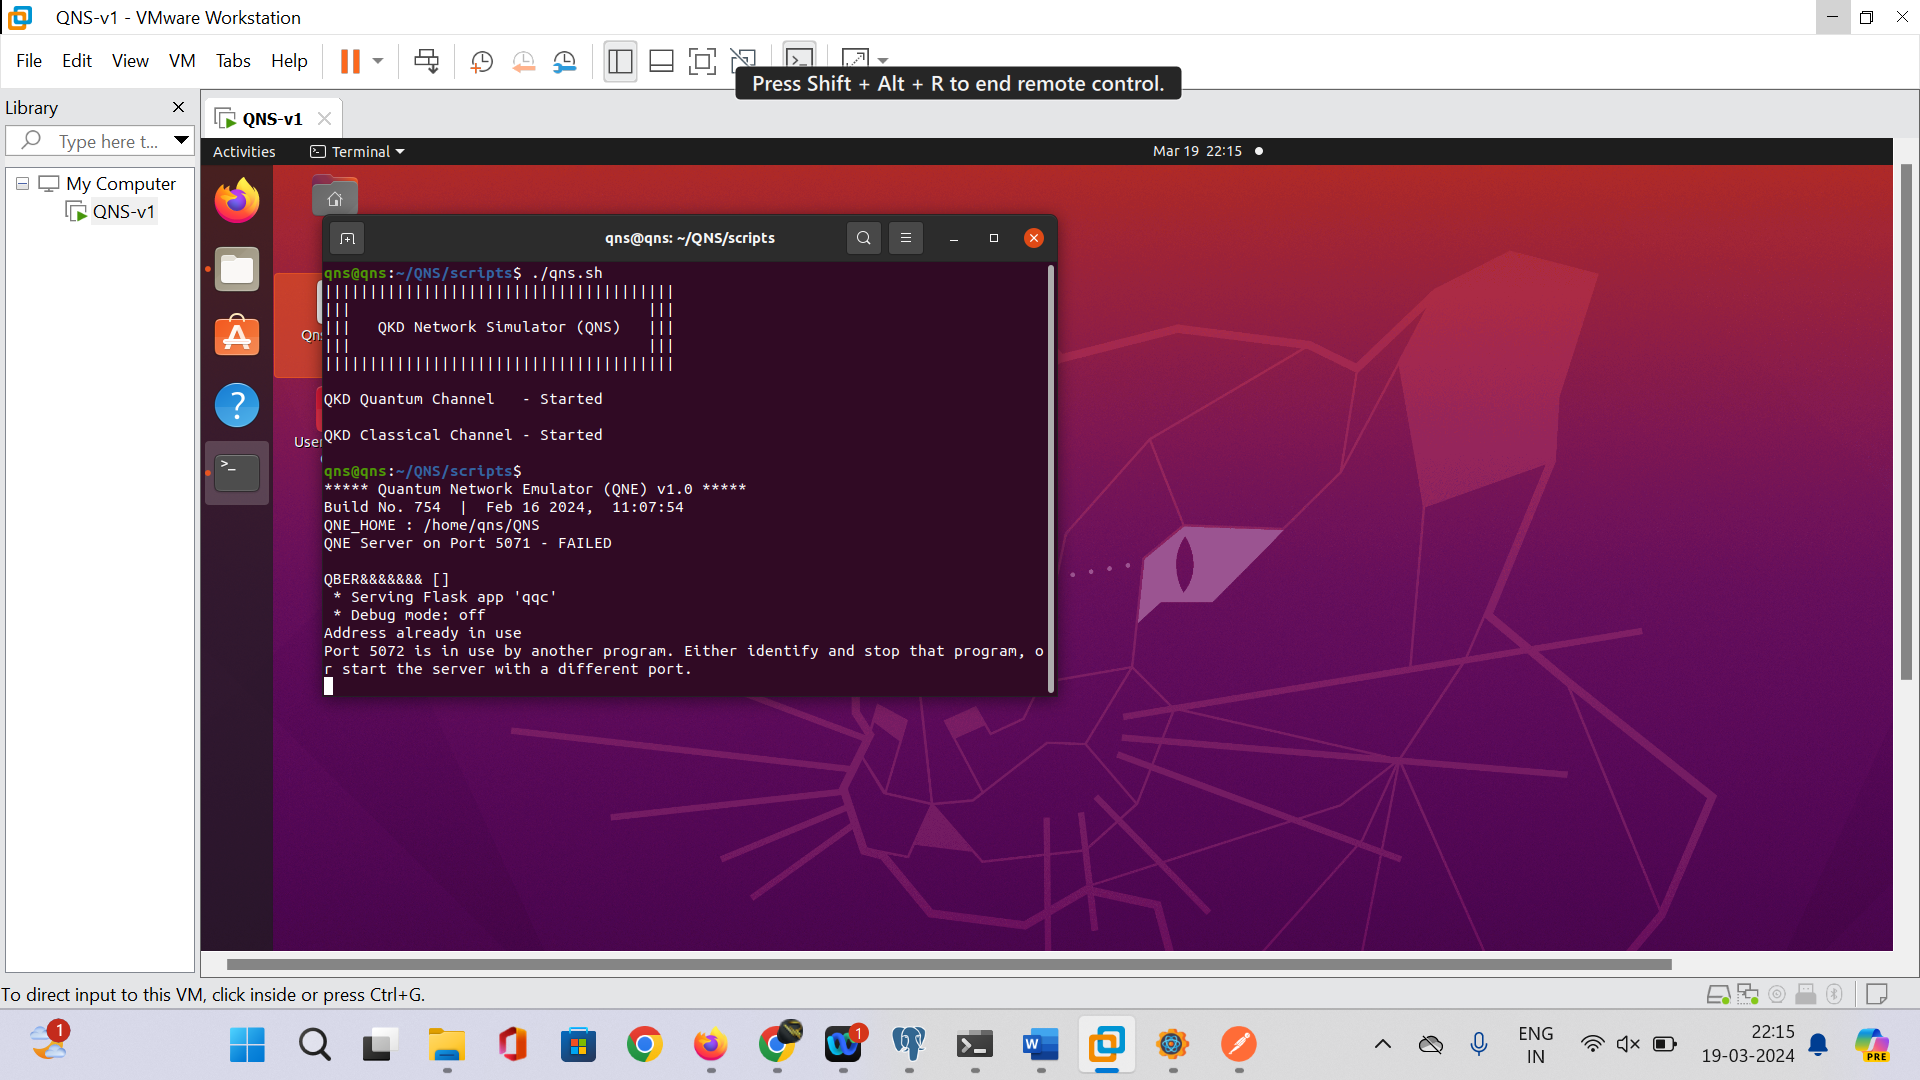 QNS-v1 - VMware Workstation
File Edit View VM Tabs Help
Press Shift + Alt + R to end remote control.
Library
QNS-v1
Type here t...
Activities
Terminal
Mar 19 22:15
My Computer
QNS-v1
qns@qns: ~/QNS/scripts
qns@qns:~/QNS/scripts$ ./qns.sh
|||||||||||||||||||||||||||||||||||||||
||| |||
||| QKD Network Simulator (QNS) |||
||| |||
|||||||||||||||||||||||||||||||||||||||
QKD Quantum Channel - Started
QKD Classical Channel - Started
qns@qns:~/QNS/scripts$
***** Quantum Network Emulator (QNE) v1.0 *****
Build No. 754 | Feb 16 2024, 11:07:54
QNE_HOME : /home/qns/QNS
QNE Server on Port 5071 - FAILED
QBER&&&&&&& []
* Serving Flask app 'qqc'
* Debug mode: off
Address already in use
Port 5072 is in use by another program. Either identify and stop that program, o
r start the server with a different port.
Qn
User
To direct input to this VM, click inside or press Ctrl+G.
1
1
ENG
IN
22:15
19-03-2024
PRE